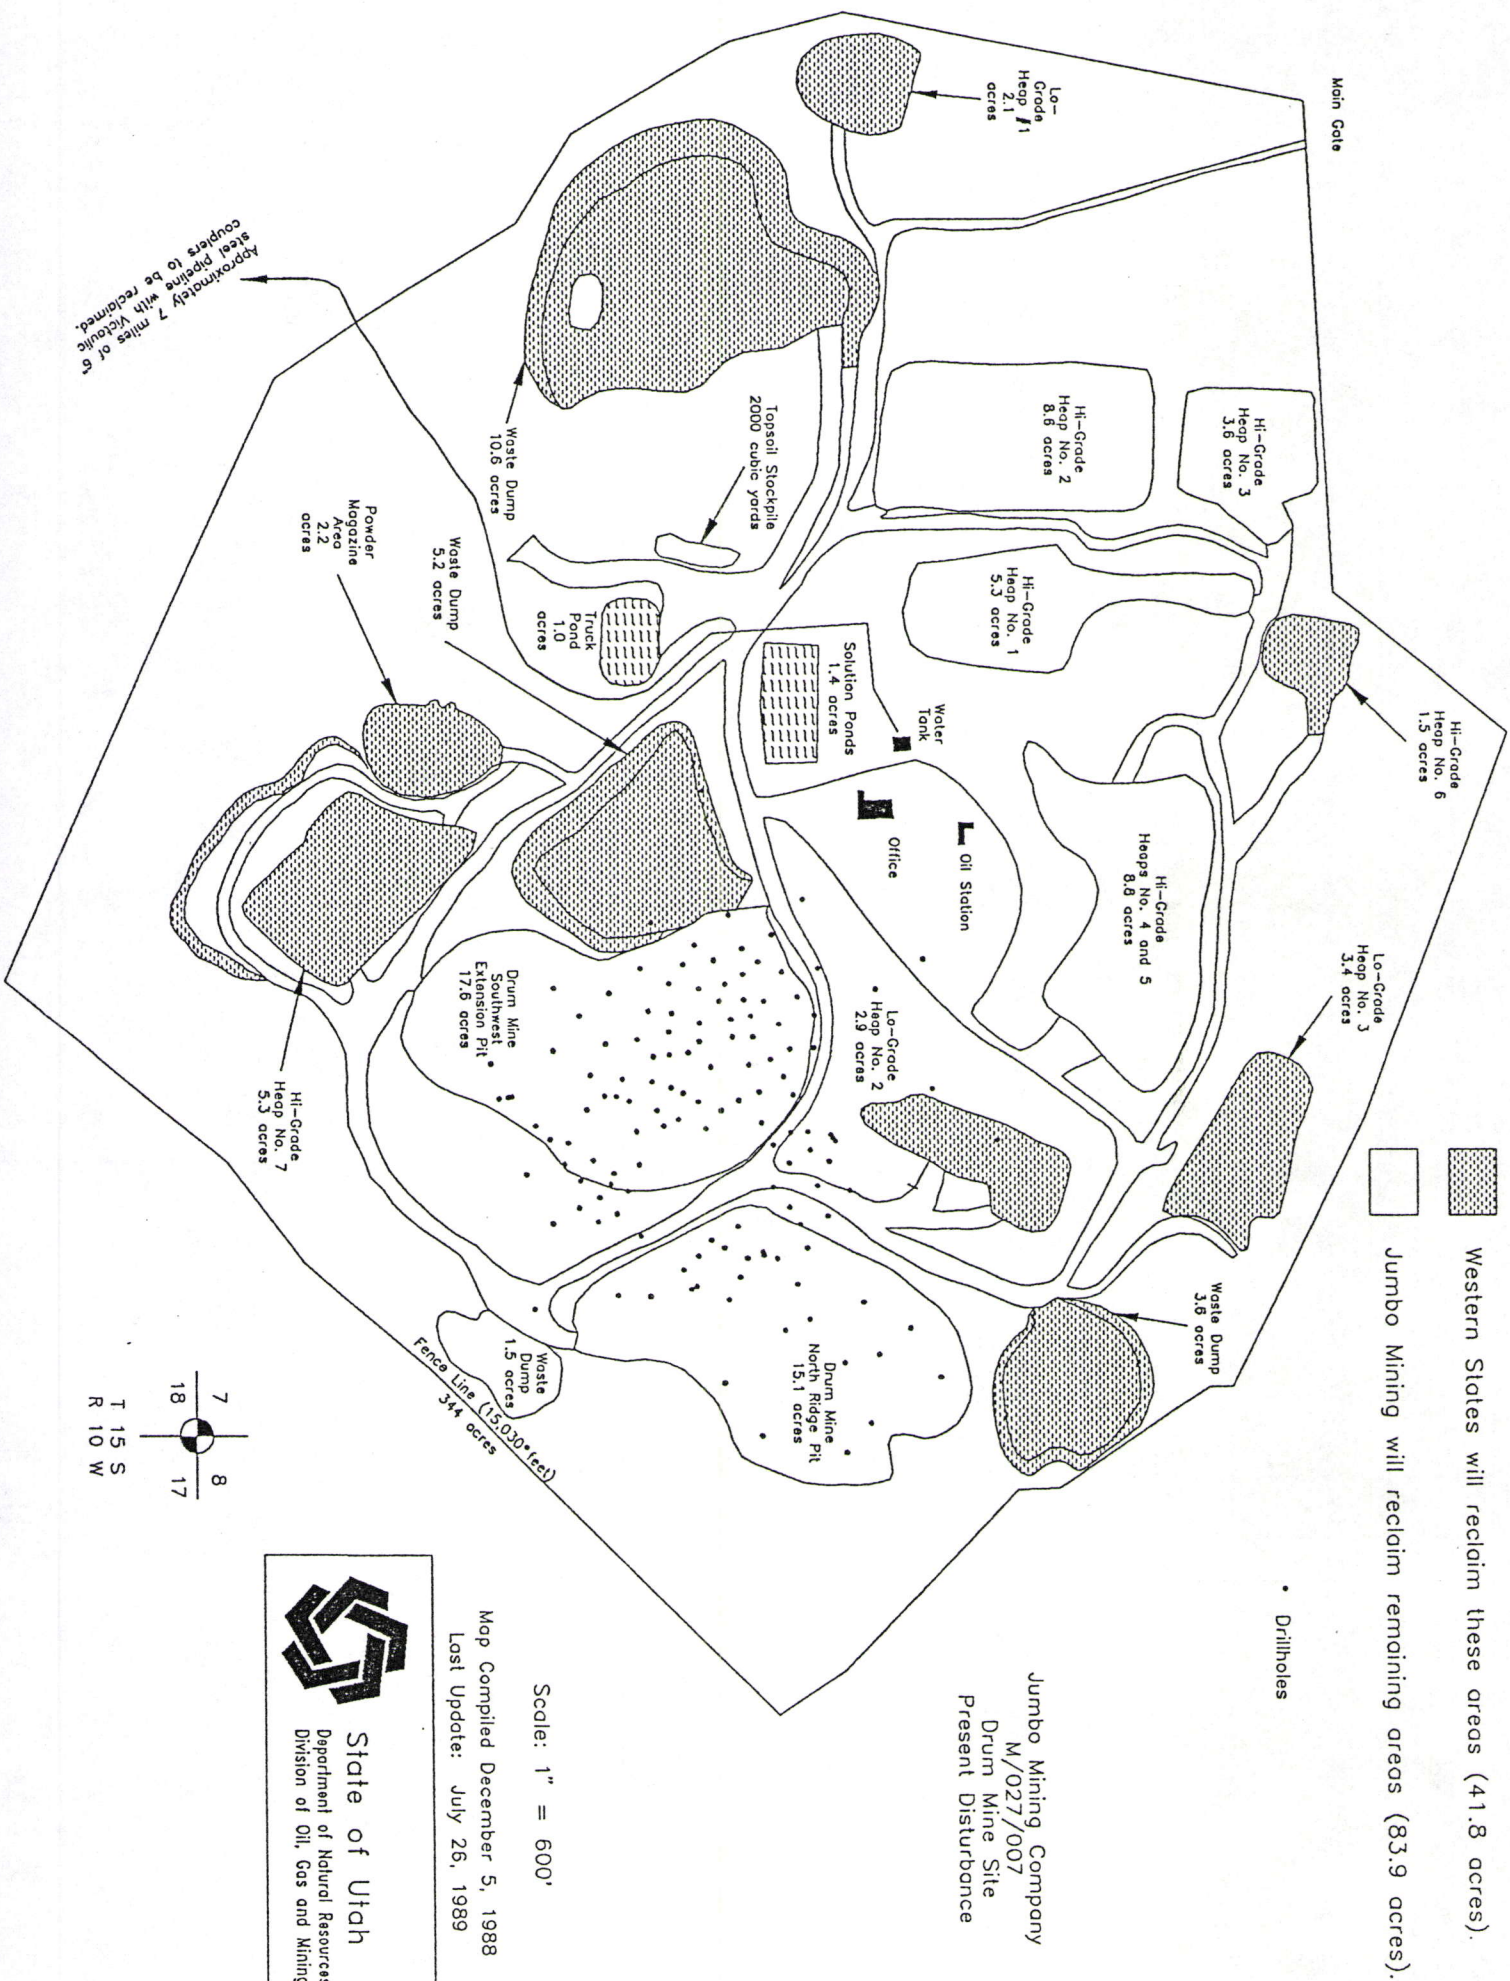 Western States will reclaim these areas (41.8 acres).
Jumbo Mining will reclaim remaining areas (83.9 acres).
• Drillholes
Main Gate
Lo-
Grade
Heap #1
2.1
acres
Hi-Grade
Heap No. 3
3.6 acres
Hi-Grade
Heap No. 2
8.6 acres
Hi-Grade
Heap No. 6
1.5 acres
Hi-Grade
Heap No. 1
5.3 acres
Lo-Grade
Heap No. 3
3.4 acres
Hi-Grade
Heaps No. 4 and 5
8.8 acres
Water
Tank
Oil Station
Office
Solution Ponds
1.4 acres
Topsoil Stockpile
2000 cubic yards
Waste Dump
10.6 acres
Truck
Pond
1.0
acres
Waste Dump
5.2 acres
Powder
Magazine
Area
2.2
acres
Approximately 7 miles of 6"
steel pipeline with Victaulic
couplers to be reclaimed.
Lo-Grade
Heap No. 2
2.9 acres
Waste Dump
3.6 acres
Drum Mine
Southwest
Extension Pit
17.6 acres
Drum Mine
North Ridge Pit
15.1 acres
Hi-Grade
Heap No. 7
5.3 acres
Waste
Dump
1.5 acres
Fence Line (15,030• feet)
344 acres
7 8
18 17
T 15 S
R 10 W
Jumbo Mining Company
M/027/007
Drum Mine Site
Present Disturbance
Scale: 1" = 600'
Map Compiled December 5, 1988
Last Update: July 26, 1989
State of Utah
Department of Natural Resources
Division of Oil, Gas and Mining